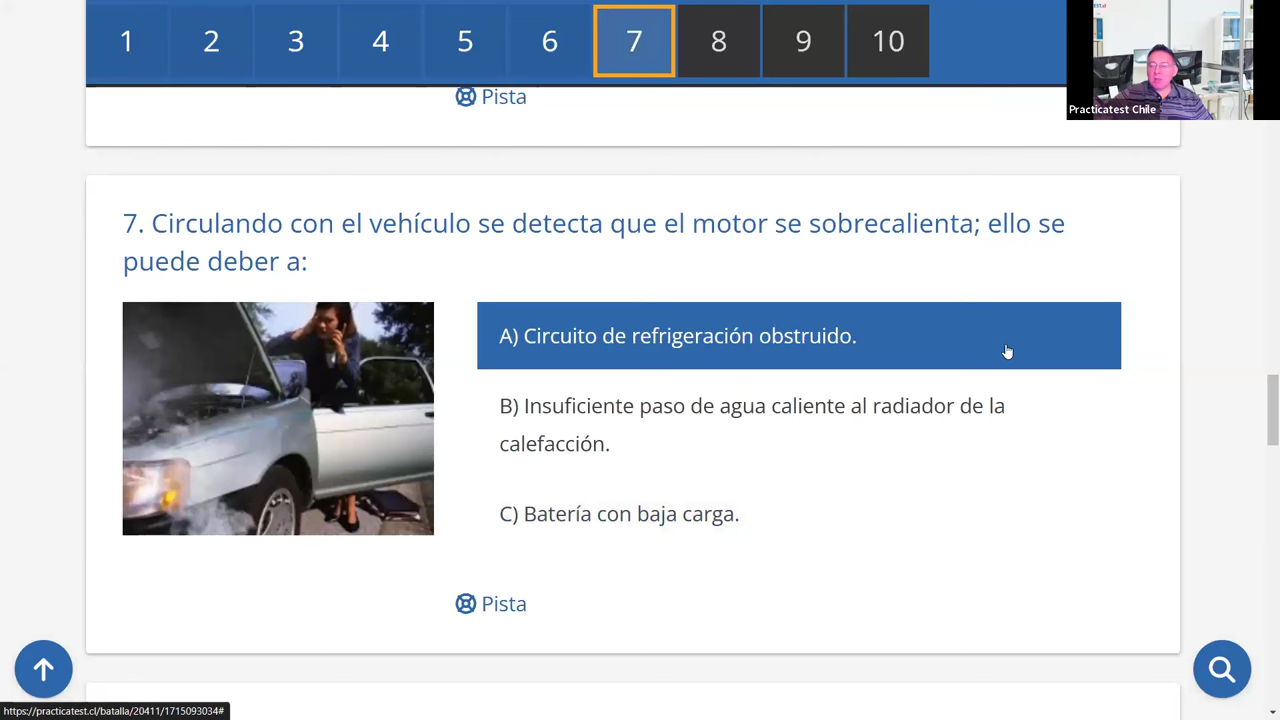 1 2 3 4 5 6 7 8 9 10
Practicatest Chile
Pista
7. Circulando con el vehículo se detecta que el motor se sobrecalienta; ello se
puede deber a:
A) Circuito de refrigeración obstruido.
B) Insuficiente paso de agua caliente al radiador de la
calefacción.
C) Batería con baja carga.
Pista
https://practicatest.cl/batalla/20411/1715093034#